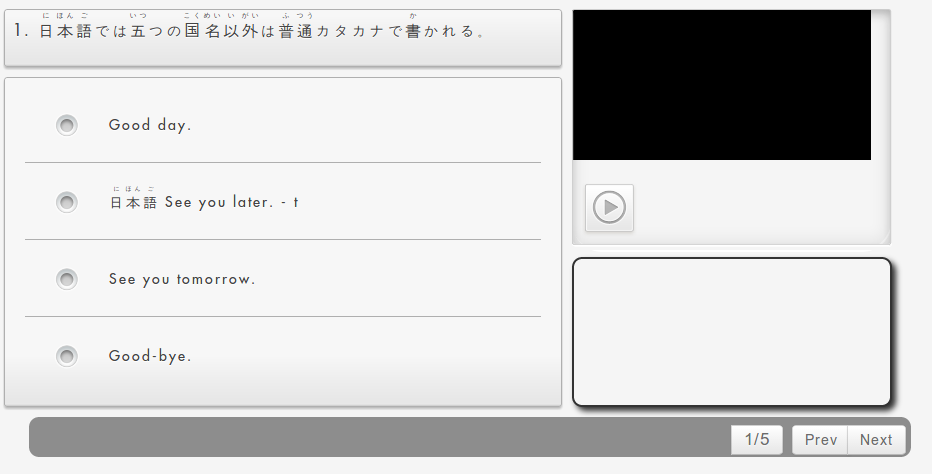 に ほん ご いつ こくめい い がい ふ つう か
1. 日本語では五つの国名以外は普通カタカナで書かれる。
Good day.
に ほん ご
日本語 See you later. - t
See you tomorrow.
Good-bye.
1/5 Prev Next